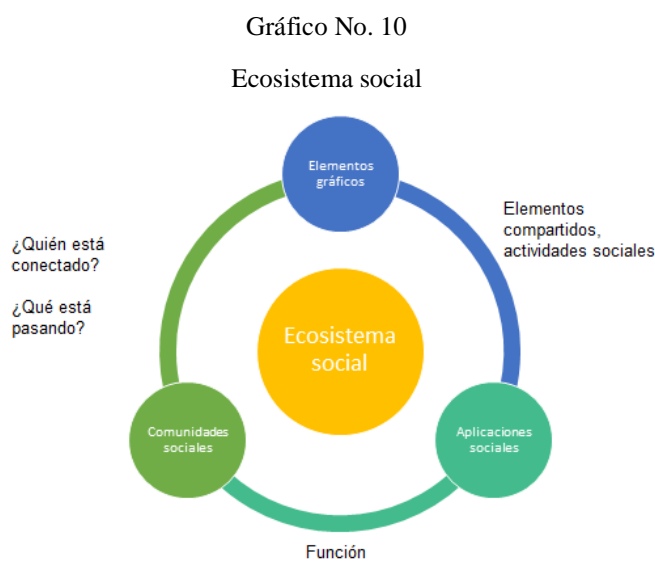 Gráfico No. 10
Ecosistema social
Elementos
gráficos
Elementos
compartidos,
actividades sociales
¿Quién está
conectado?
¿Qué está
pasando?
Ecosistema
social
Comunidades
sociales
Aplicaciones
sociales
Función